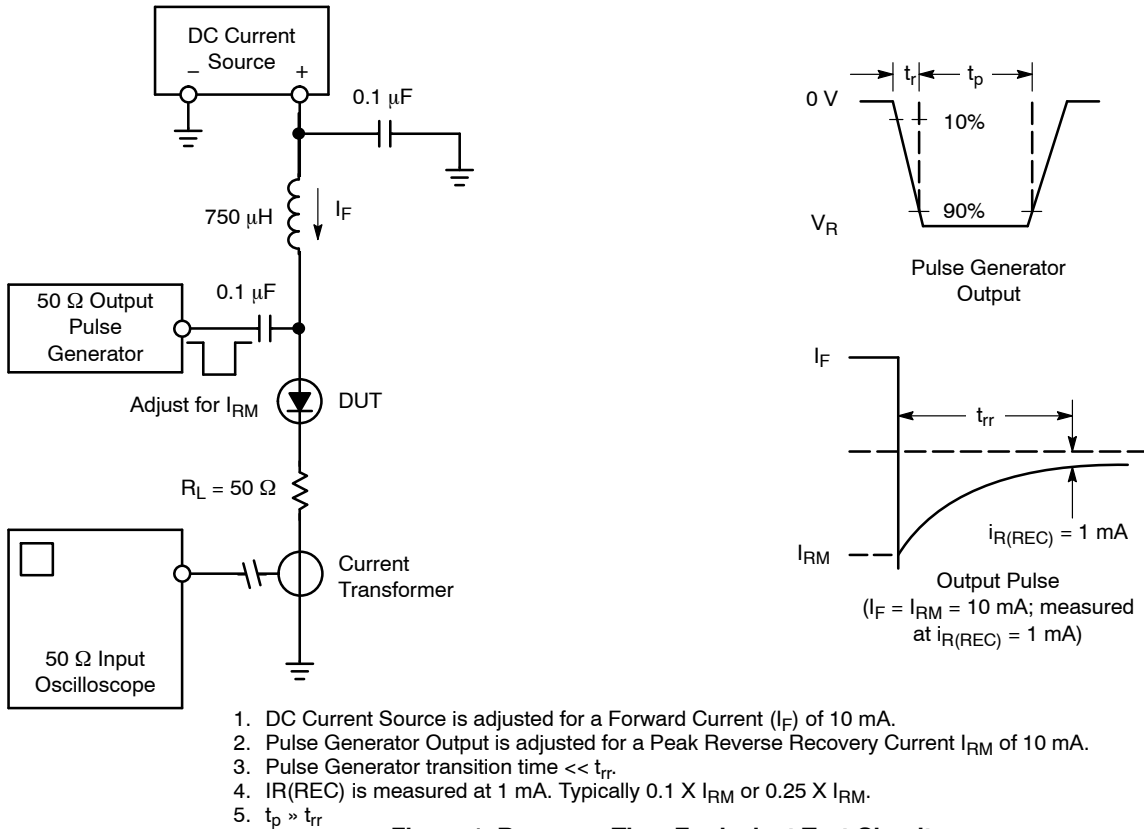 DC Current
Source
−
+
0.1 μF
750 μH
I_F
50 Ω Output
Pulse
Generator
0.1 μF
Adjust for I_RM
DUT
R_L = 50 Ω
Current
Transformer
50 Ω Input
Oscilloscope
t_r
t_p
0 V
10%
90%
V_R
Pulse Generator
Output
I_F
t_rr
i_R(REC) = 1 mA
I_RM
Output Pulse
(I_F = I_RM = 10 mA; measured
at i_R(REC) = 1 mA)
1. DC Current Source is adjusted for a Forward Current (I_F) of 10 mA.
2. Pulse Generator Output is adjusted for a Peak Reverse Recovery Current I_RM of 10 mA.
3. Pulse Generator transition time << t_rr.
4. IR(REC) is measured at 1 mA. Typically 0.1 X I_RM or 0.25 X I_RM.
5. t_p » t_rr